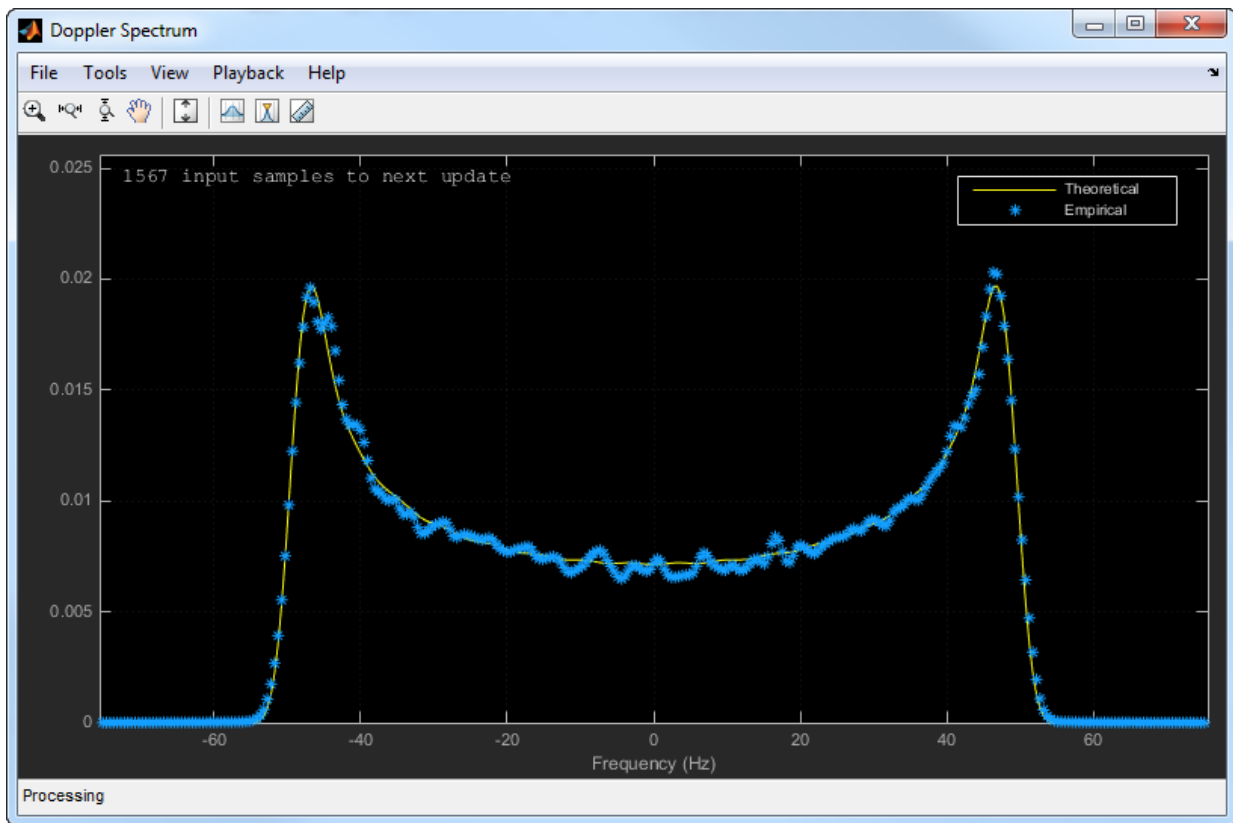 Doppler Spectrum
File Tools View Playback Help
1567 input samples to next update
Theoretical
Empirical
0.025
0.02
0.015
0.01
0.005
0
-60 -40 -20 0 20 40 60
Frequency (Hz)
Processing